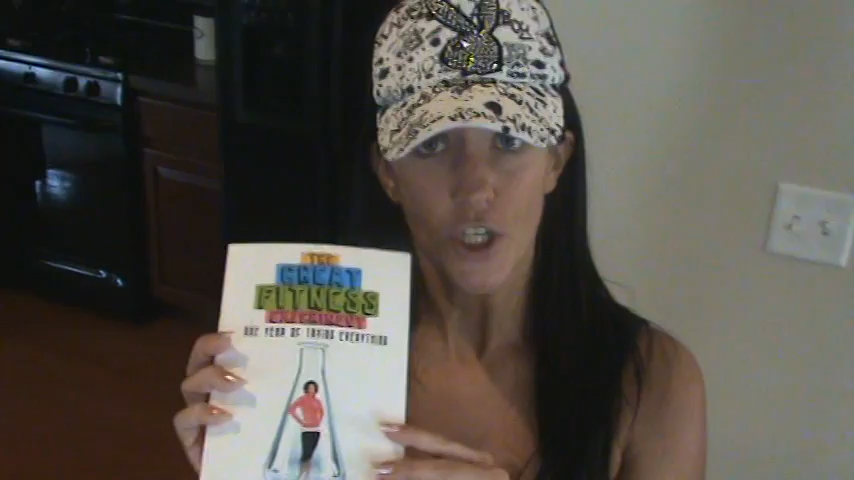 THE
GREAT
FITNESS
EXPERIMENT
ONE YEAR OF TRYING EVERYTHING